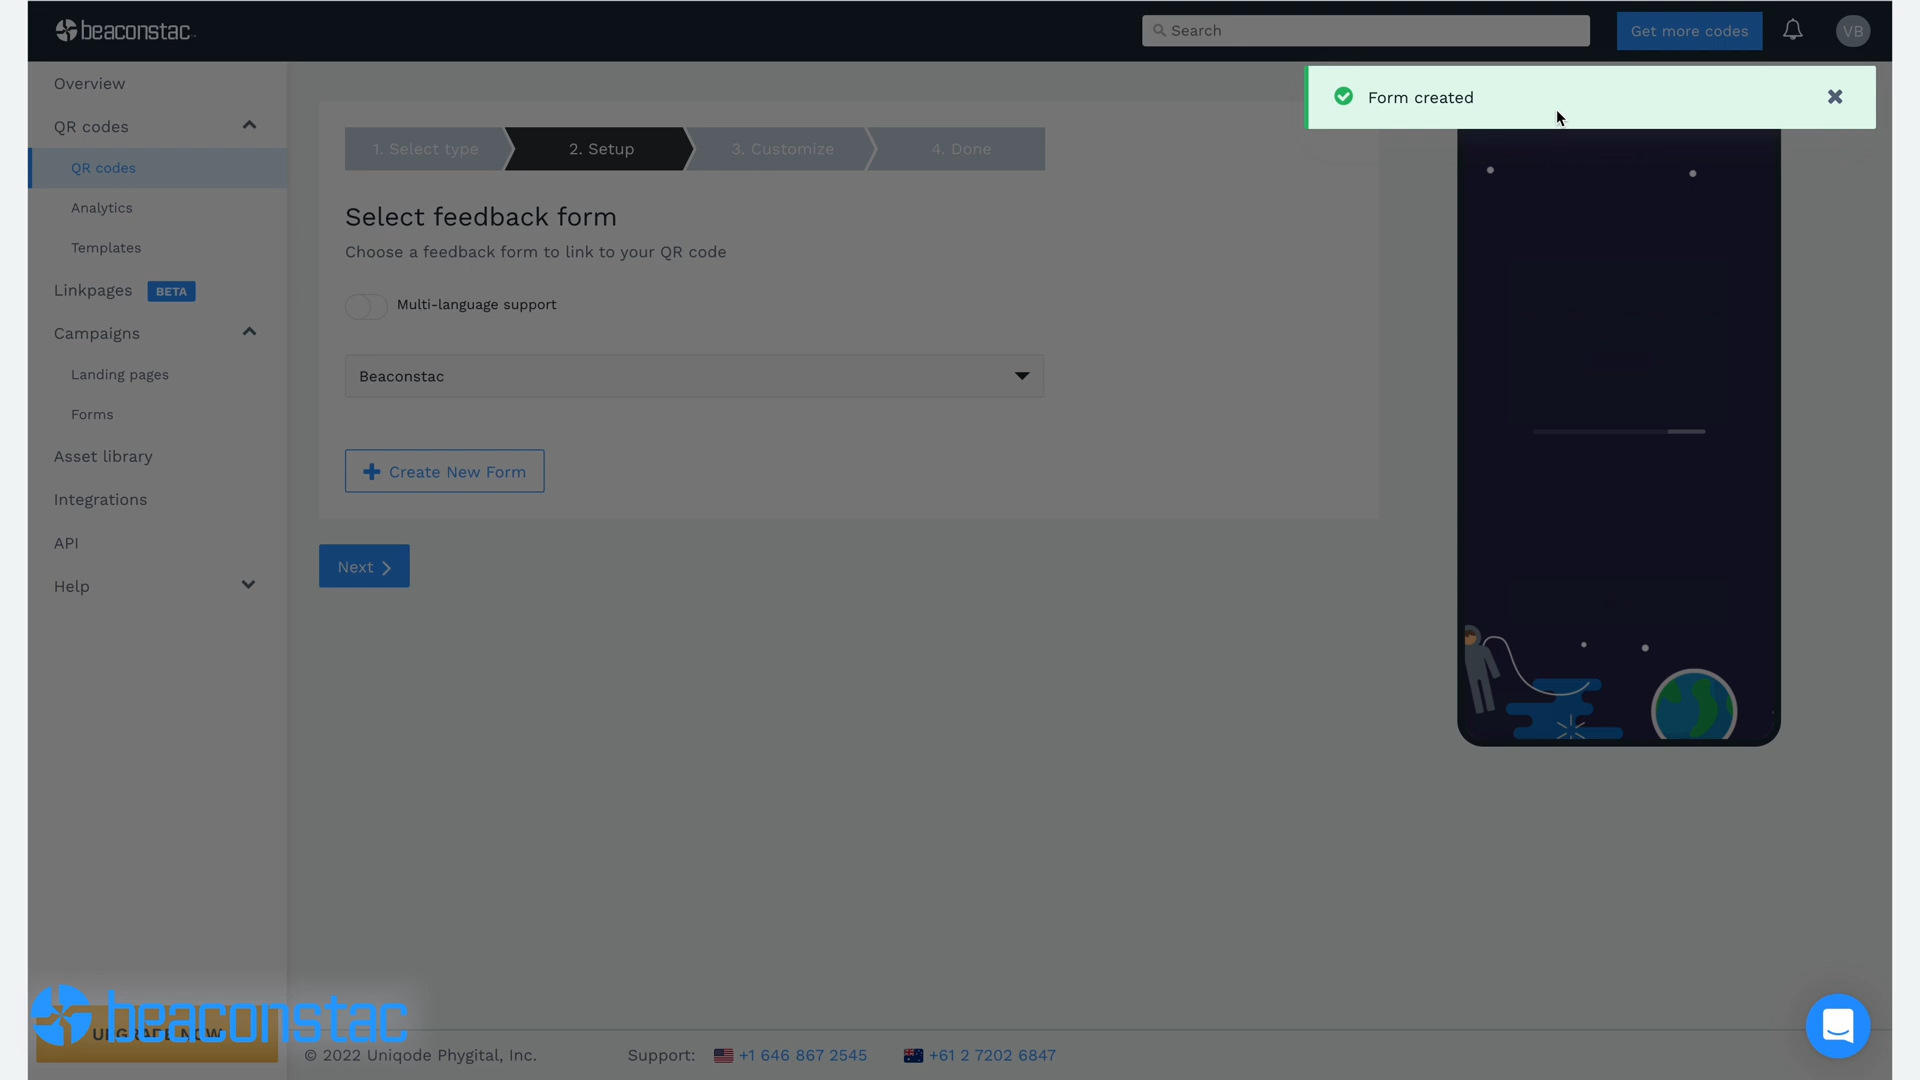 beaconstac
Search
Get more codes
VB
Form created
Overview
QR codes
QR codes
Analytics
Templates
Linkpages BETA
Campaigns
Landing pages
Forms
Asset library
Integrations
API
Help
1. Select type
2. Setup
3. Customize
4. Done
Select feedback form
Choose a feedback form to link to your QR code
Multi-language support
Beaconstac
Create New Form
Next
UPGRADE NOW
beaconstac
© 2022 Uniqode Phygital, Inc.
Support: +1 646 867 2545 +61 2 7202 6847